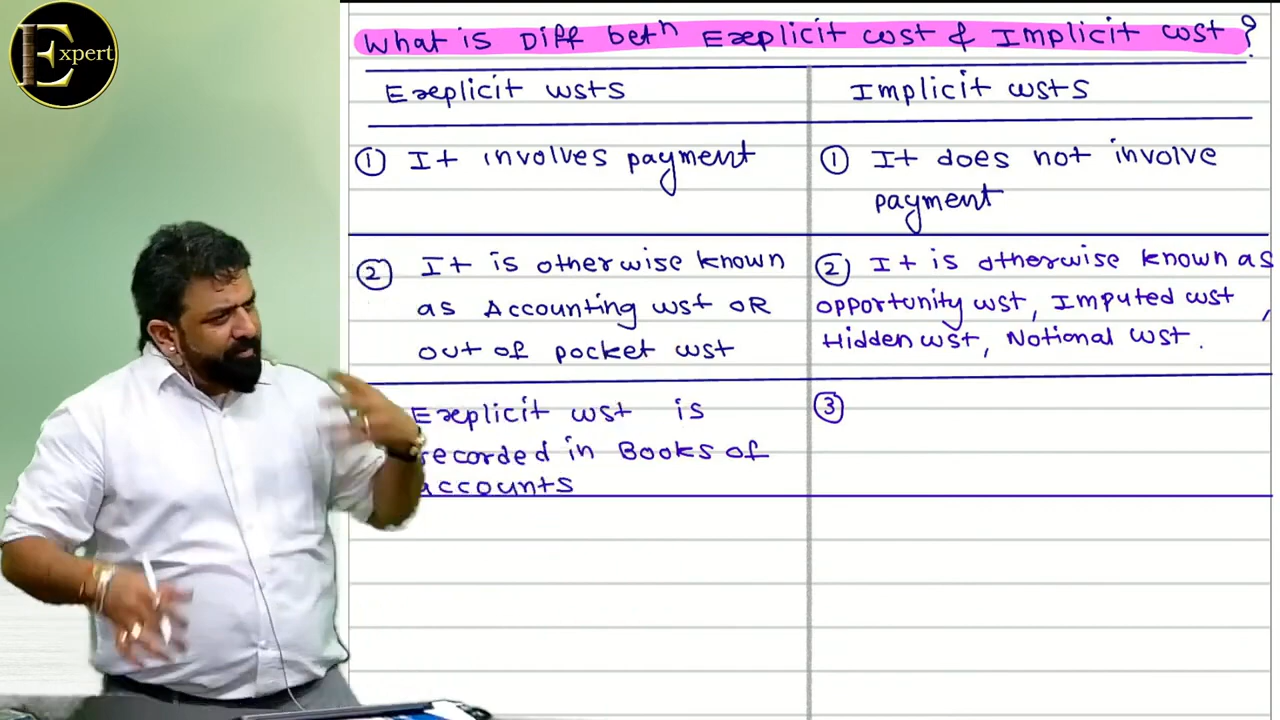 Expert
What is Diff betn Explicit cost & Implicit cost ?
Explicit costs
Implicit costs
① It involves payment
① It does not involve
payment
② It is otherwise known
as Accounting cost OR
out of pocket cost
② It is otherwise known as
opportunity cost, Imputed cost,
Hidden cost, Notional cost.
Explicit cost is
recorded in Books of
accounts
③